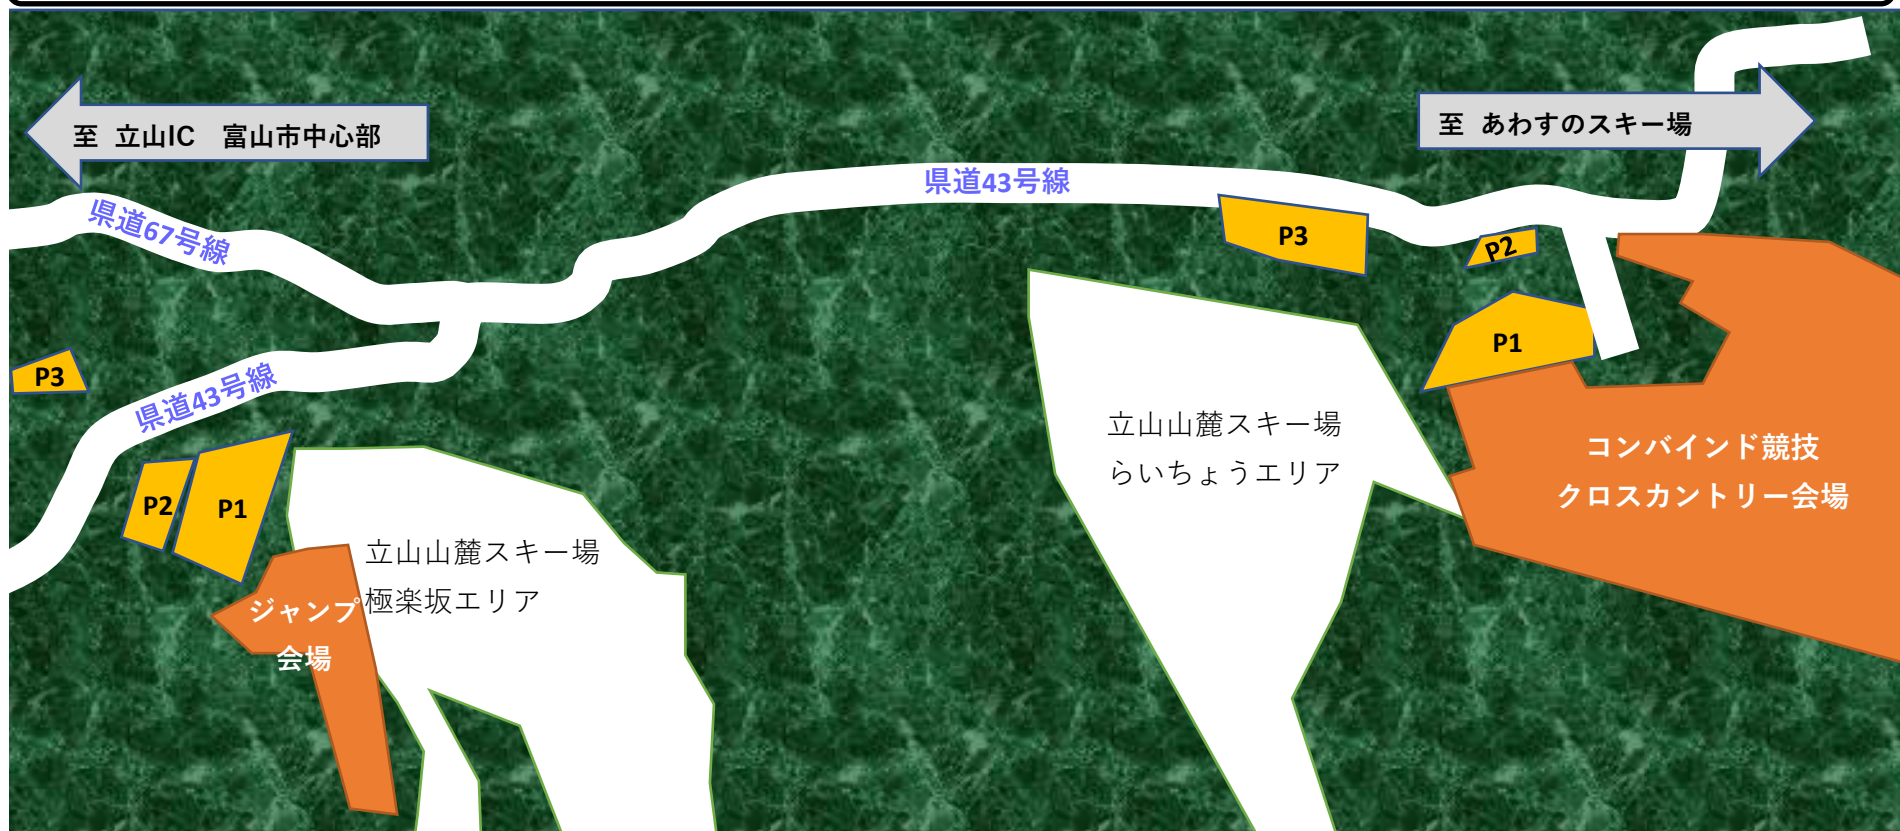 至 立山IC 富山市中心部
至 あわすのスキー場
県道43号線
県道67号線
P3
P2
P1
P3
県道43号線
立山山麓スキー場
らいちょうエリア
コンバインド競技
クロスカントリー会場
P2
P1
立山山麓スキー場
極楽坂エリア
ジャンプ
会場